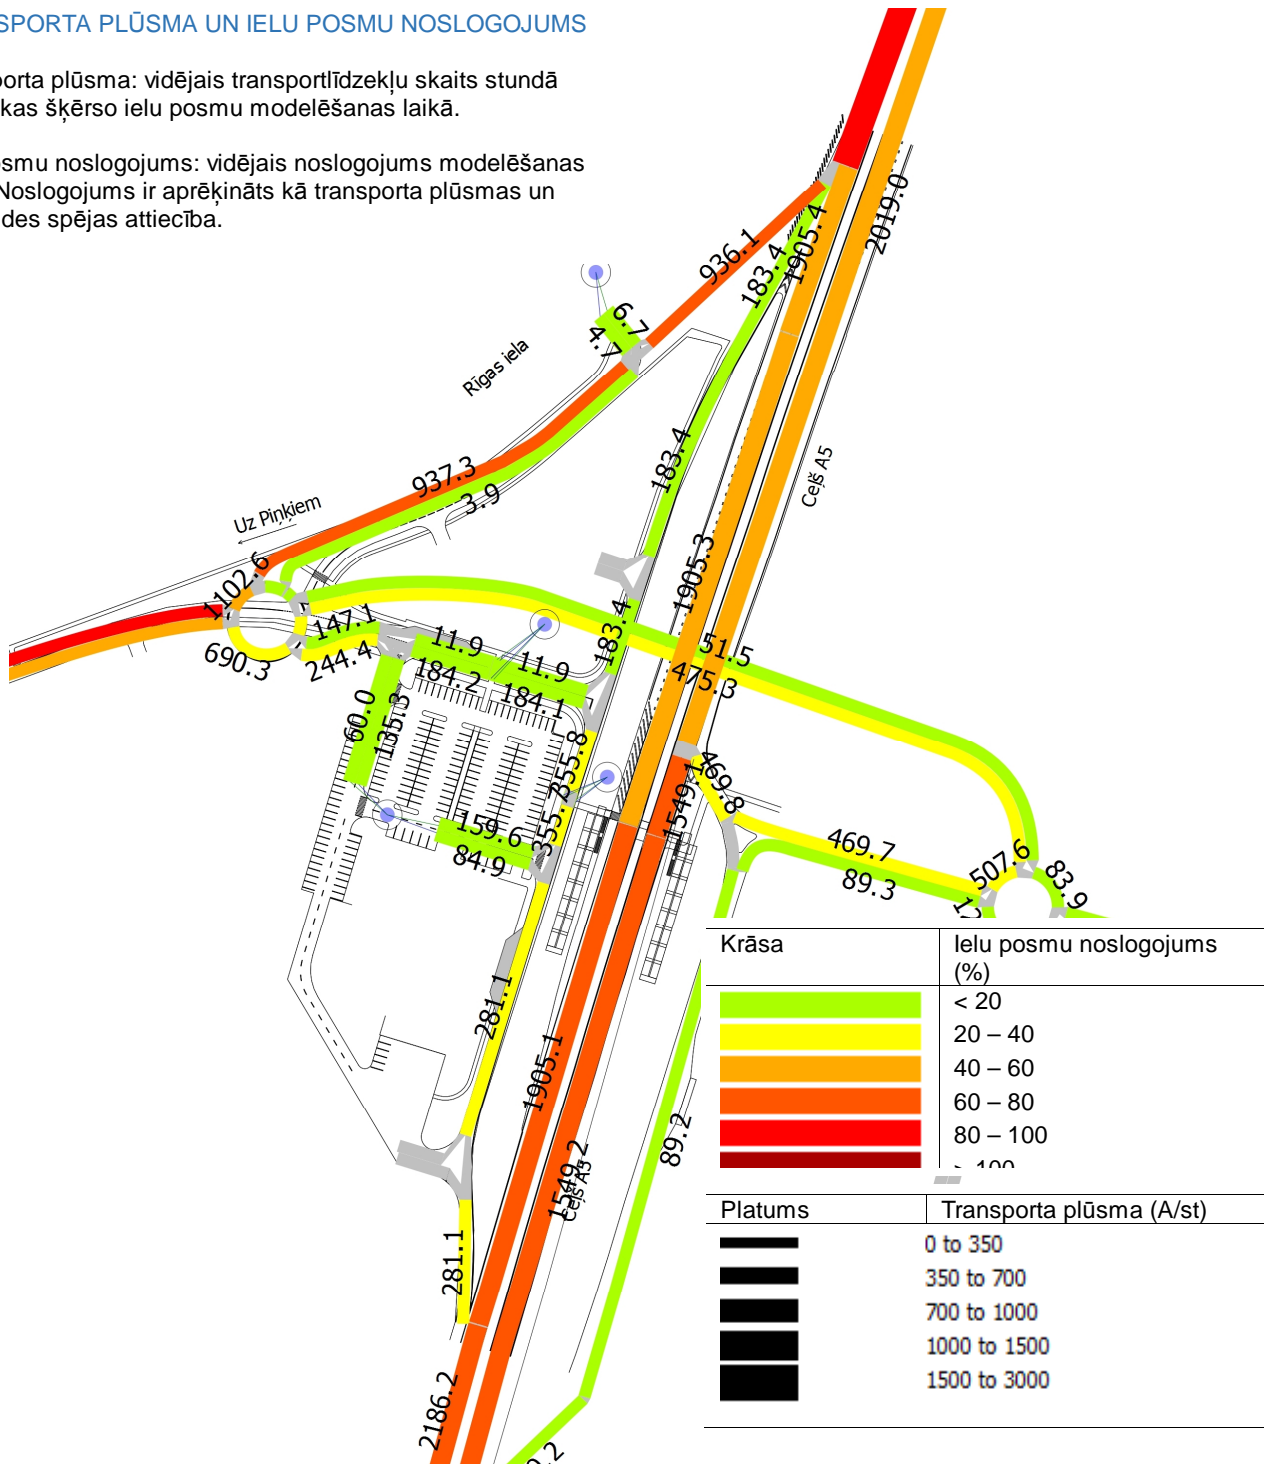 SPORTA PLŪSMA UN IELU POSMU NOSLOGOJUMS
porta plūsma: vidējais transportlīdzekļu skaits stundā
kas šķērso ielu posmu modelēšanas laikā.
osmu noslogojums: vidējais noslogojums modelēšanas
Noslogojums ir aprēķināts kā transporta plūsmas un
des spējas attiecība.
2019.0
1905.4
183.4
936.1
6.7
4.7
Rīgas iela
183.4
937.3
3.9
Ceļš A5
Uz Piņķiem
1905.3
1102.6
147.1
244.4
690.3
11.9
184.2
11.9
184.1
183.4
51.5
475.3
60.0
135.3
355.8
355.7
469.8
1549.1
159.6
84.9
469.7
89.3
507.6
83.9
12
281.1
1905.1
89.2
1549.2
Ceļš A5
281.1
2186.2
9.2
Krāsa
Ielu posmu noslogojums
(%)
< 20
20 – 40
40 – 60
60 – 80
80 – 100
> 100
Platums
Transporta plūsma (A/st)
0 to 350
350 to 700
700 to 1000
1000 to 1500
1500 to 3000